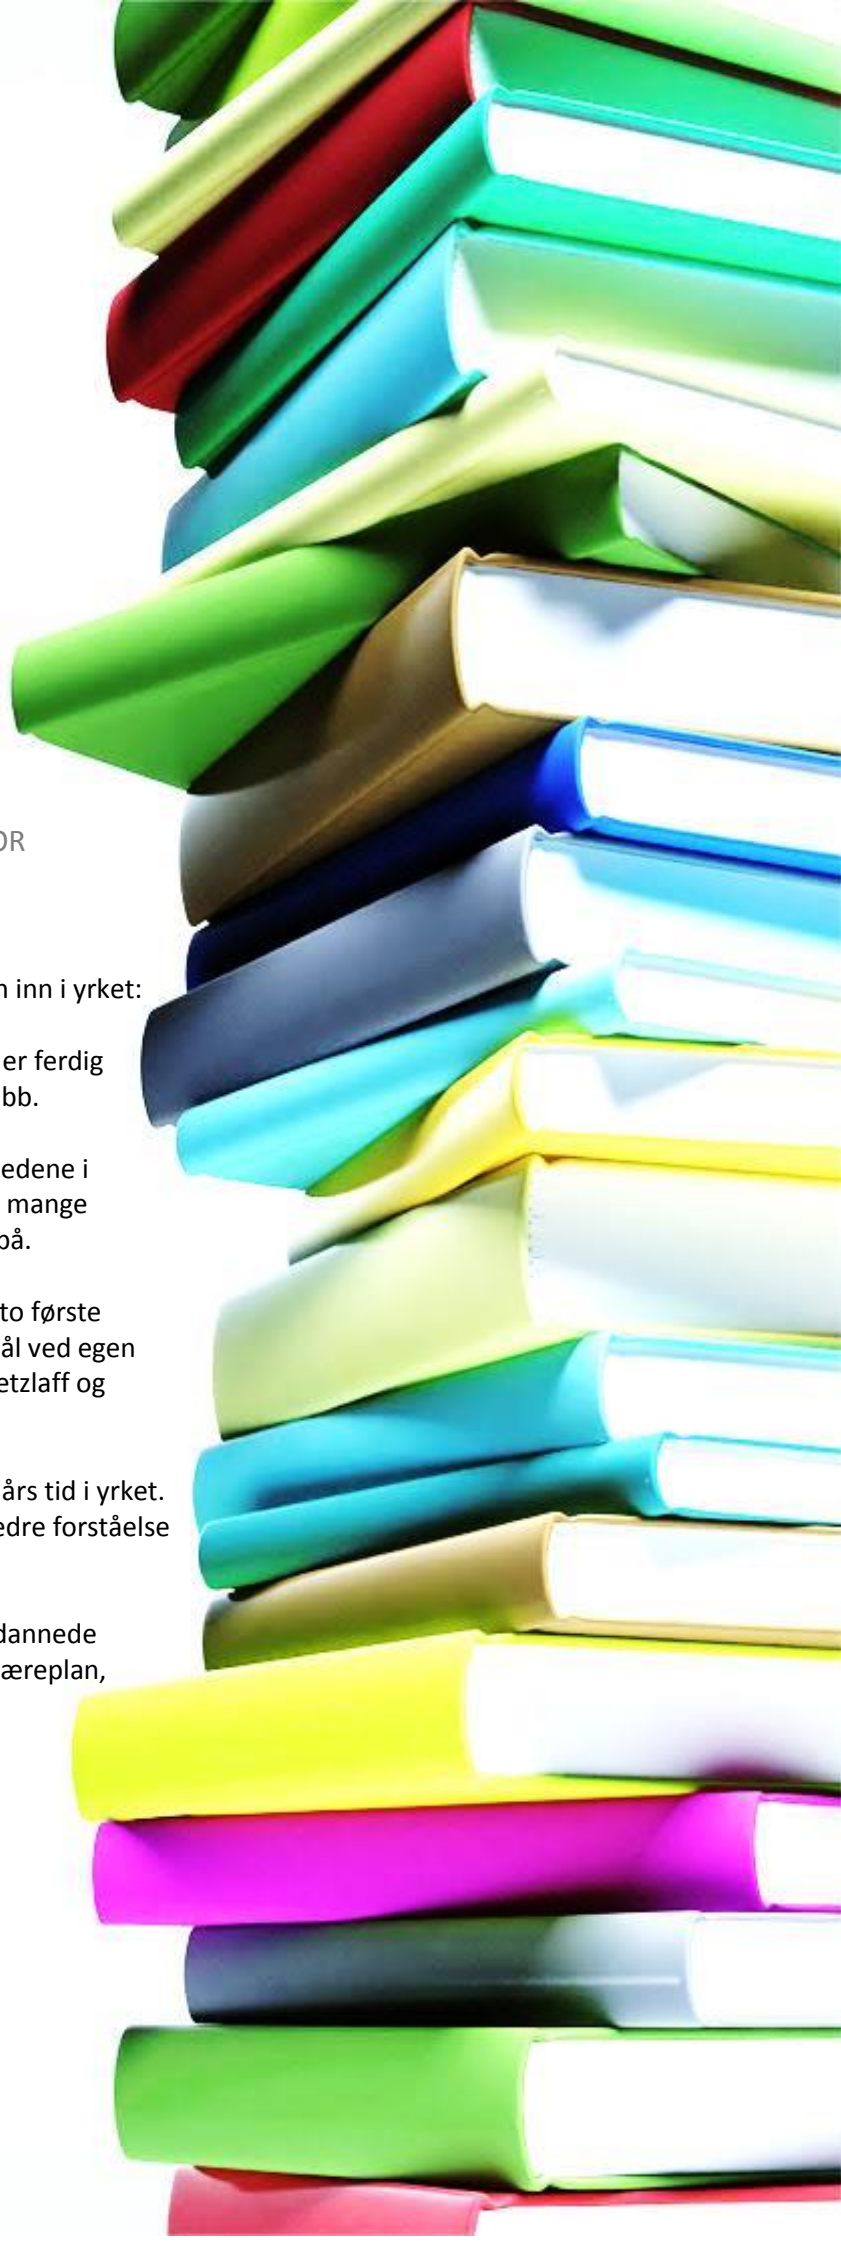 OR
n inn i yrket:
er ferdig
bb.
edene i
mange
på.
to første
ål ved egen
etzlaff og
års tid i yrket.
edre forståelse
dannede
æreplan,